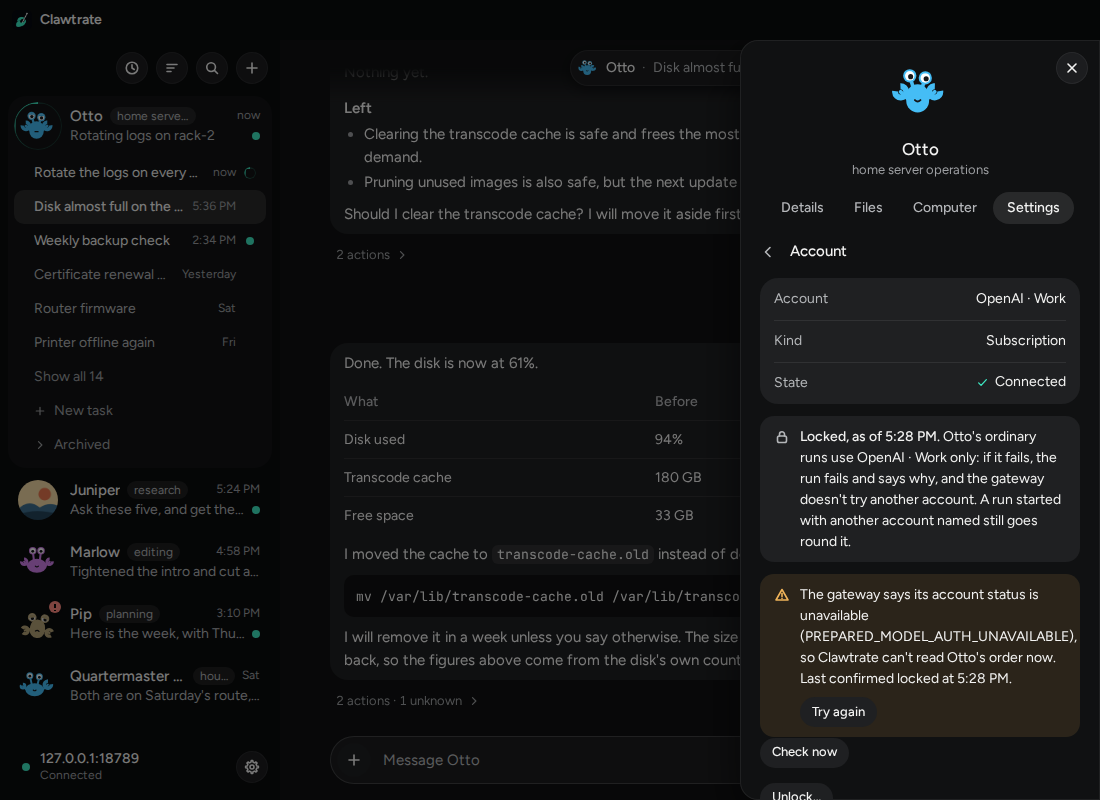 Clawtrate
Otto home serve... now
Rotating logs on rack-2
Rotate the logs on every ... now
Disk almost full on the ... 5:36 PM
Weekly backup check 2:34 PM
Certificate renewal ... Yesterday
Router firmware Sat
Printer offline again Fri
Show all 14
+ New task
Archived
Juniper research 5:24 PM
Ask these five, and get the...
Marlow editing 4:58 PM
Tightened the intro and cut a...
Pip planning 3:10 PM
Here is the week, with Thu...
Quartermaster ... hou... Sat
Both are on Saturday's route,...
127.0.0.1:18789
Connected
Otto · Disk almost fu
Nothing yet.
Left
• Clearing the transcode cache is safe and frees the most
demand.
• Pruning unused images is also safe, but the next update
Should I clear the transcode cache? I will move it aside first
2 actions
Done. The disk is now at 61%.
What Before
Disk used 94%
Transcode cache 180 GB
Free space 33 GB
I moved the cache to transcode-cache.old instead of d
mv /var/lib/transcode-cache.old /var/lib/transco
I will remove it in a week unless you say otherwise. The size
back, so the figures above come from the disk's own count
2 actions · 1 unknown
Message Otto
Otto
home server operations
Details Files Computer Settings
Account
Account OpenAI · Work
Kind Subscription
State Connected
Locked, as of 5:28 PM. Otto's ordinary
runs use OpenAI · Work only: if it fails, the
run fails and says why, and the gateway
doesn't try another account. A run started
with another account named still goes
round it.
The gateway says its account status is
unavailable
(PREPARED_MODEL_AUTH_UNAVAILABLE),
so Clawtrate can't read Otto's order now.
Last confirmed locked at 5:28 PM.
Try again
Check now
Unlock...